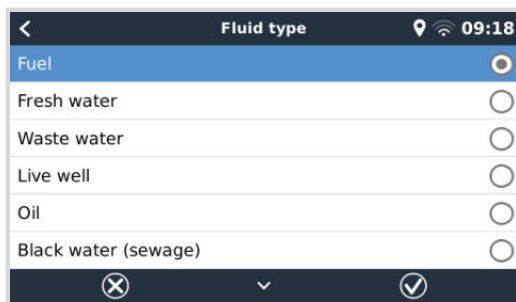 Fluid type 09:18
Fuel
Fresh water
Waste water
Live well
Oil
Black water (sewage)